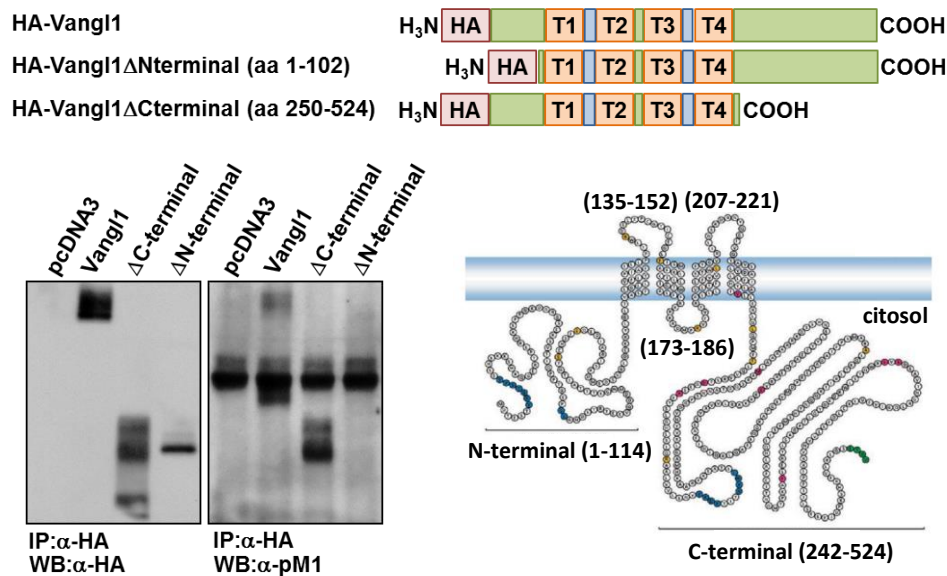 HA-Vangl1
H₃N HA T1 T2 T3 T4 COOH
HA-Vangl1ΔNterminal (aa 1-102)
H₃N HA T1 T2 T3 T4 COOH
HA-Vangl1ΔCterminal (aa 250-524)
H₃N HA T1 T2 T3 T4 COOH
pcDNA3
Vangl1
ΔC-terminal
ΔN-terminal
pcDNA3
Vangl1
ΔC-terminal
ΔN-terminal
IP:α-HA
WB:α-HA
IP:α-HA
WB:α-pM1
(135-152) (207-221)
citosol
(173-186)
N-terminal (1-114)
C-terminal (242-524)